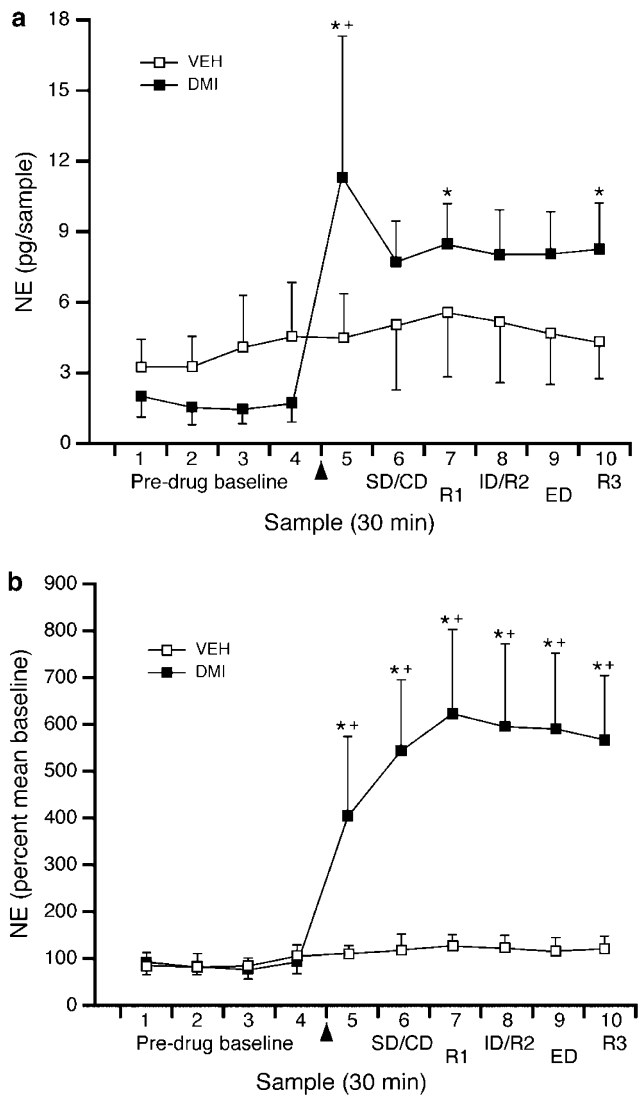 a
18
* +
VEH
DMI
15
12
*
*
9
6
3
0
NE (pg/sample)
1 2 3 4 5 6 7 8 9 10
Pre-drug baseline
SD/CD
R1
ID/R2
ED
R3
Sample (30 min)
b
900
800
700
600
500
400
300
200
100
0
VEH
DMI
* +
* +
* +
* +
* +
* +
NE (percent mean baseline)
1 2 3 4 5 6 7 8 9 10
Pre-drug baseline
SD/CD
R1
ID/R2
ED
R3
Sample (30 min)